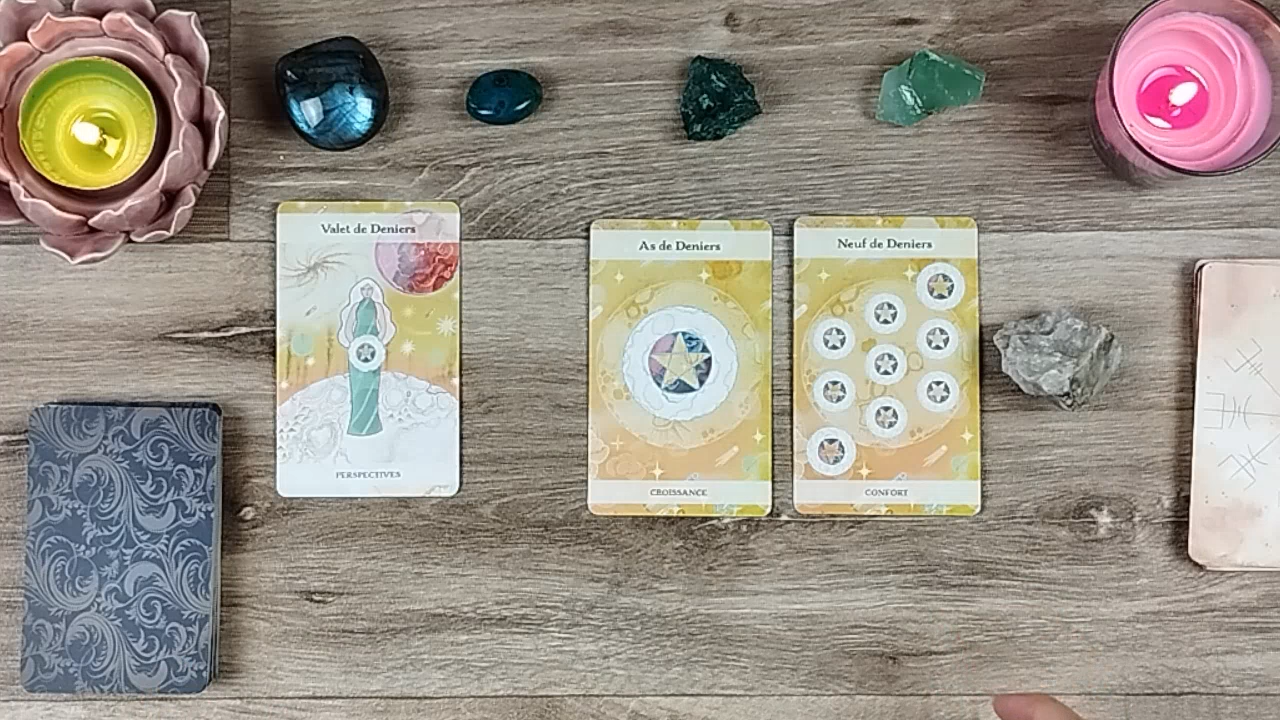 Valet de Deniers
PERSPECTIVES
As de Deniers
CROISSANCE
Neuf de Deniers
CONFORT